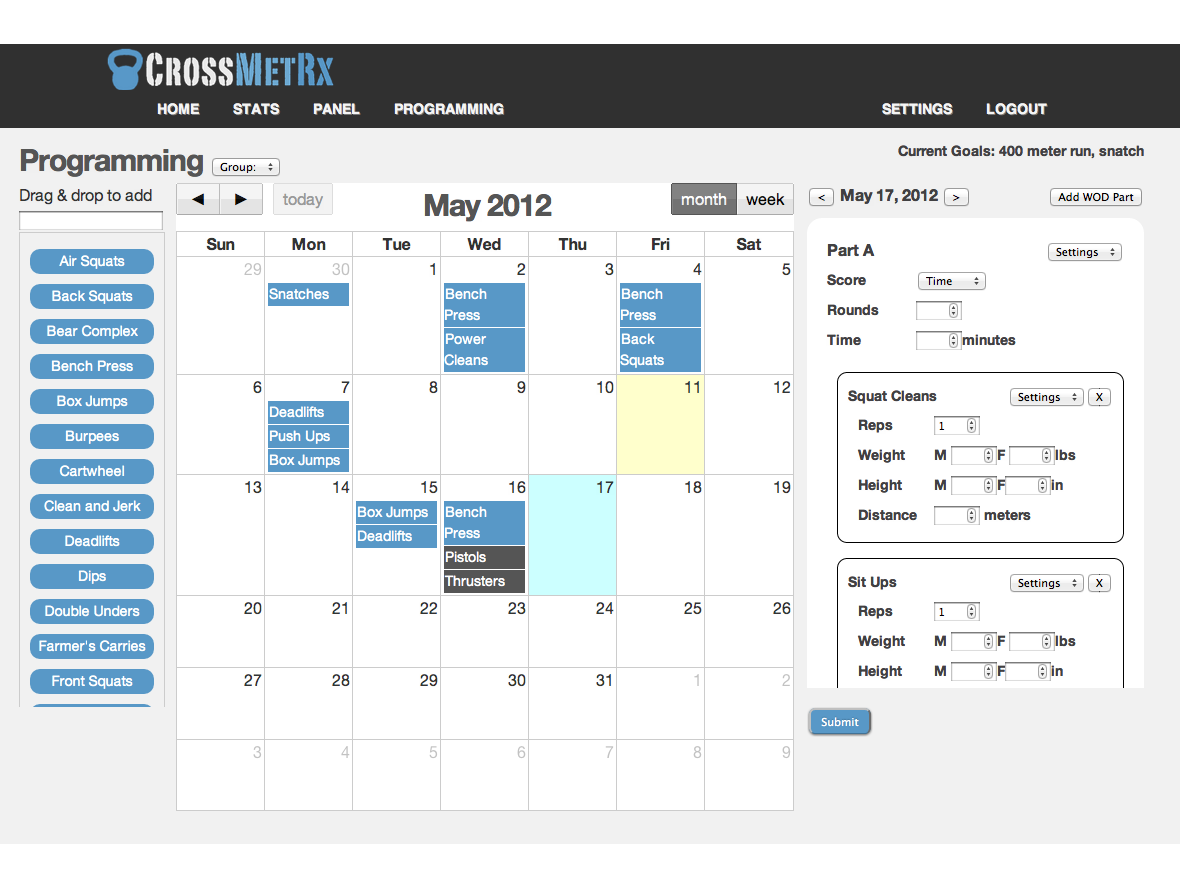 CrossMetRx
HOME STATS PANEL PROGRAMMING SETTINGS LOGOUT
Programming Group:
Current Goals: 400 meter run, snatch
Drag & drop to add
Air Squats
Back Squats
Bear Complex
Bench Press
Box Jumps
Burpees
Cartwheel
Clean and Jerk
Deadlifts
Dips
Double Unders
Farmer's Carries
Front Squats
◄ ► today May 2012 month week
Sun Mon Tue Wed Thu Fri Sat
29 30 1 2 3 4 5
Snatches
Bench
Press
Power
Cleans
Bench
Press
Back
Squats
6 7 8 9 10 11 12
Deadlifts
Push Ups
Box Jumps
13 14 15 16 17 18 19
Box Jumps
Deadlifts
Bench
Press
Pistols
Thrusters
20 21 22 23 24 25 26
27 28 29 30 31 1 2
3 4 5 6 7 8 9
< May 17, 2012 > Add WOD Part
Part A Settings
Score Time
Rounds
Time minutes
Squat Cleans Settings X
Reps 1
Weight M F lbs
Height M F in
Distance meters
Sit Ups Settings X
Reps 1
Weight M F lbs
Height M F in
Submit